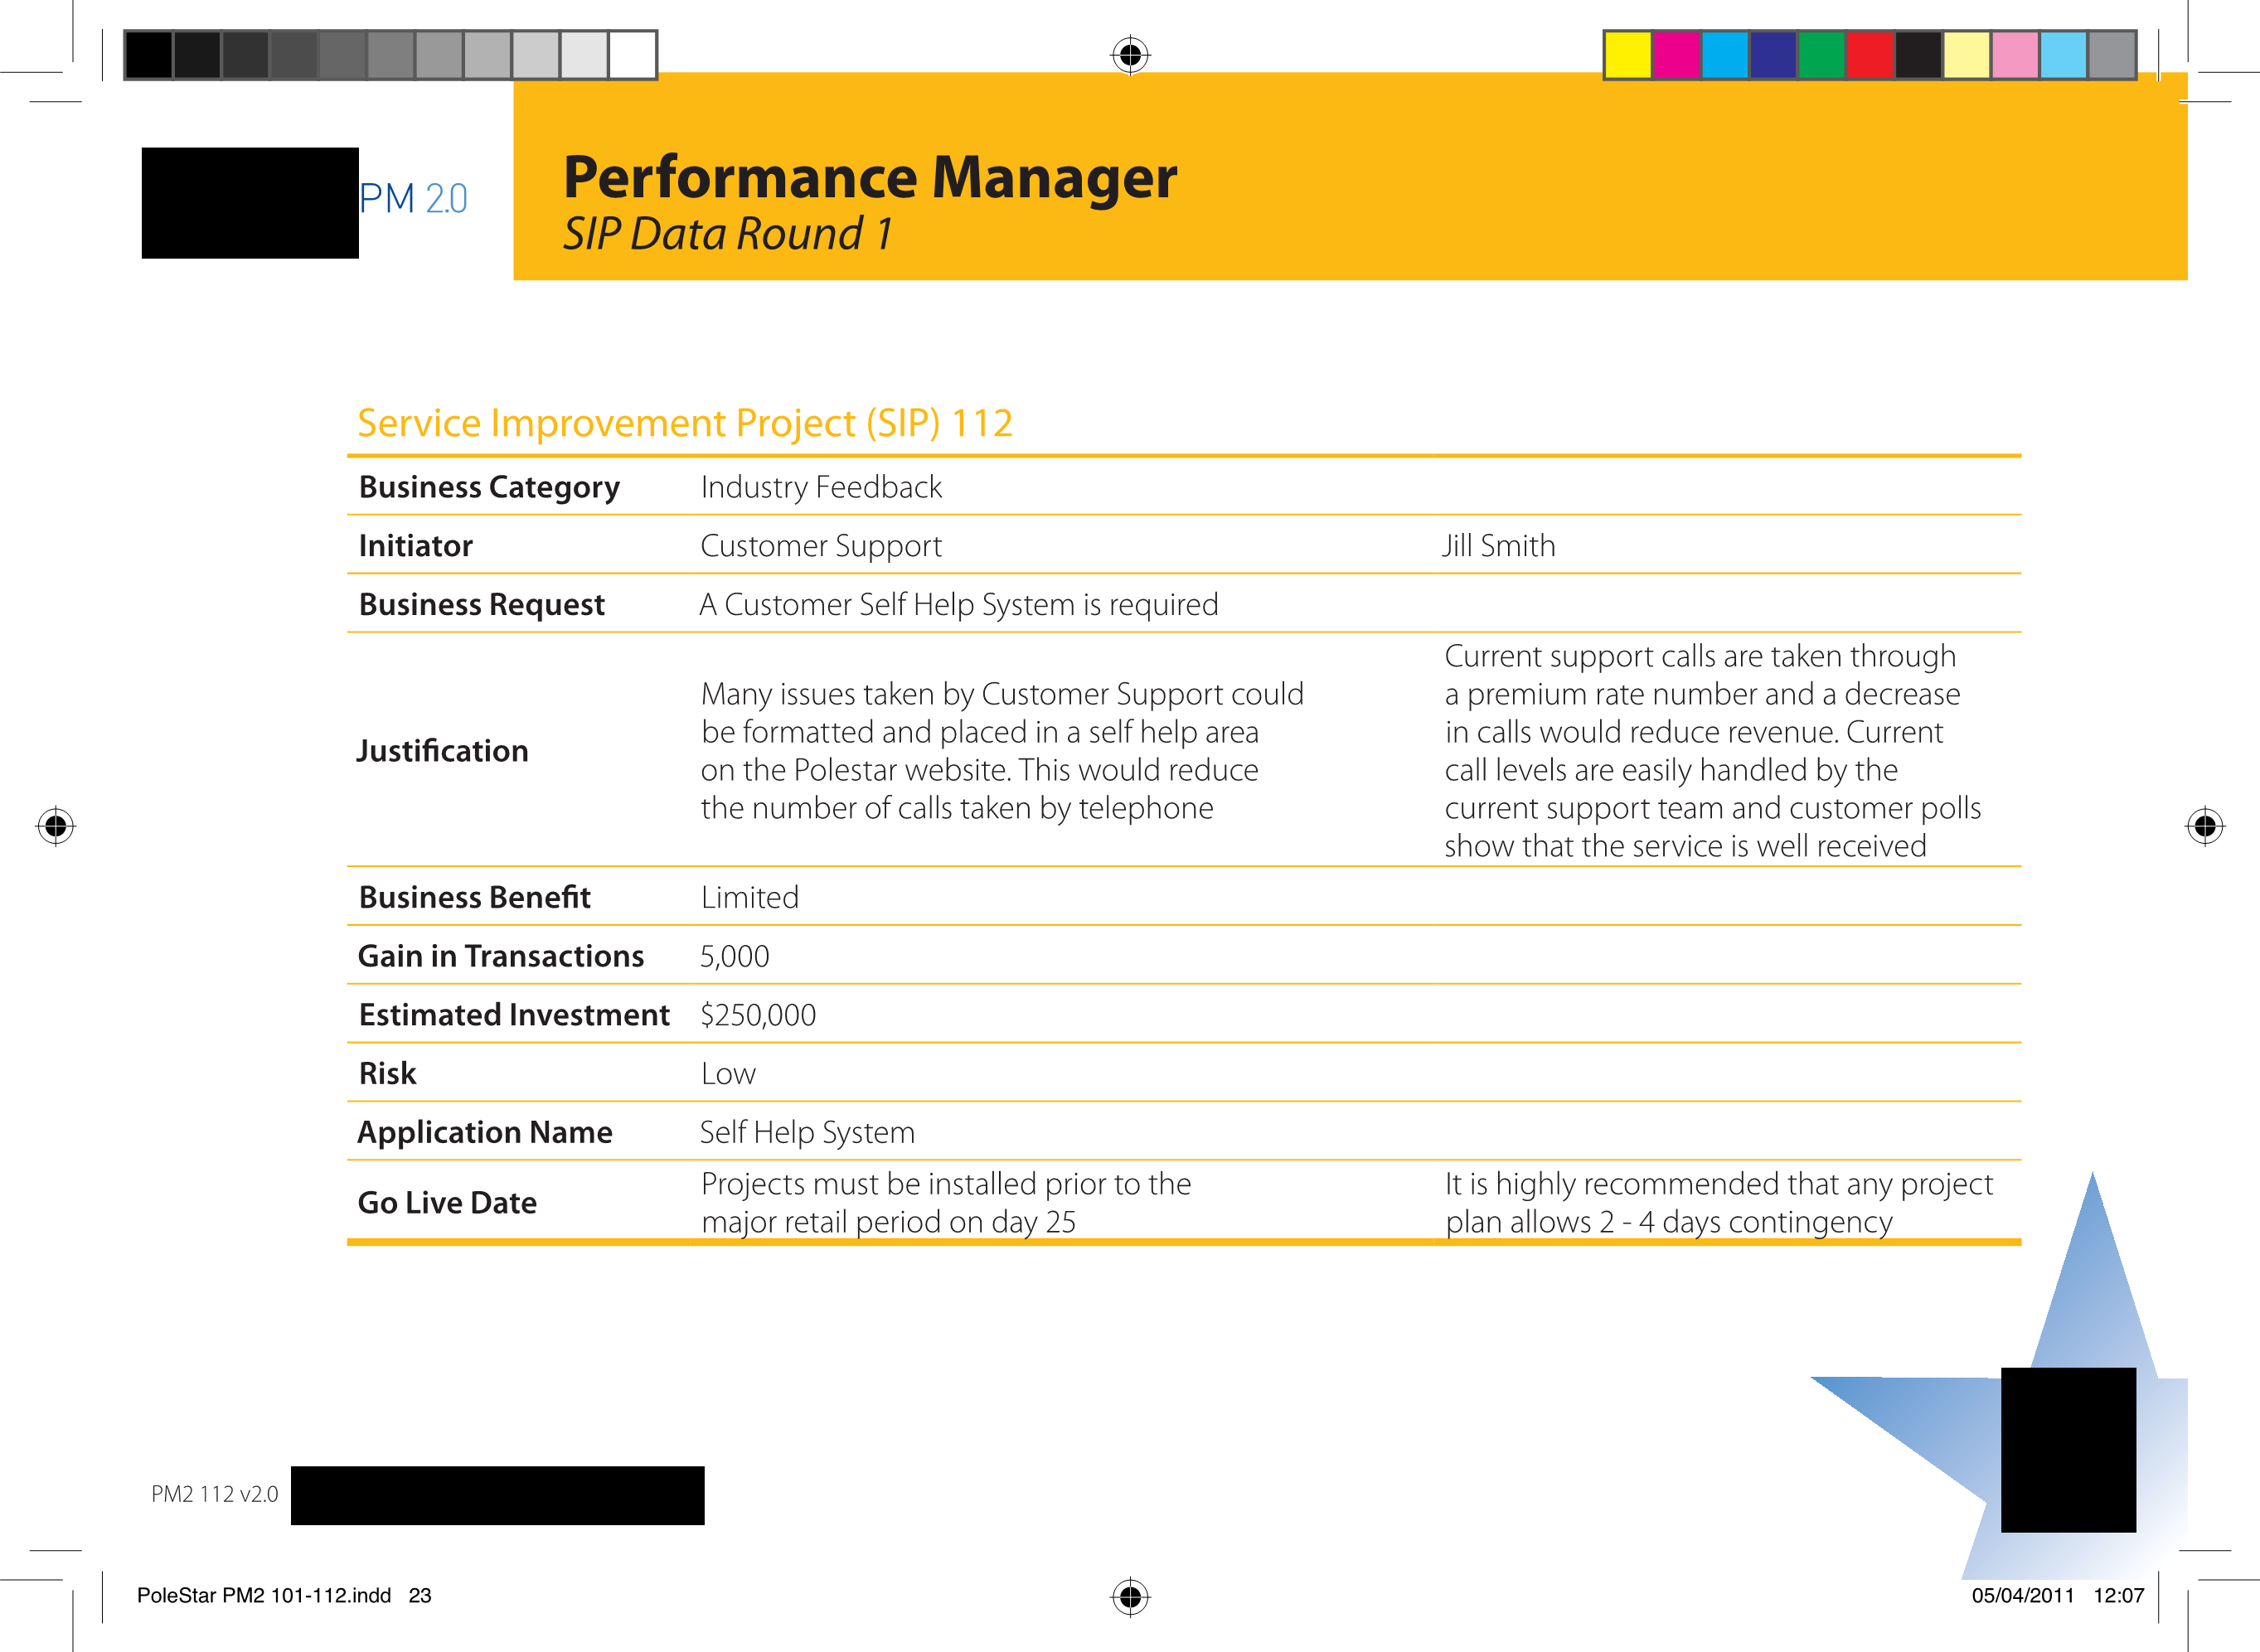 PM 2.0
Performance Manager
SIP Data Round 1
Service Improvement Project (SIP) 112
Business Category Industry Feedback
Initiator Customer Support Jill Smith
Business Request A Customer Self Help System is required
Justification
Many issues taken by Customer Support could
be formatted and placed in a self help area
on the Polestar website. This would reduce
the number of calls taken by telephone
Current support calls are taken through
a premium rate number and a decrease
in calls would reduce revenue. Current
call levels are easily handled by the
current support team and customer polls
show that the service is well received
Business Benefit Limited
Gain in Transactions 5,000
Estimated Investment $250,000
Risk Low
Application Name Self Help System
Go Live Date
Projects must be installed prior to the
major retail period on day 25
It is highly recommended that any project
plan allows 2 - 4 days contingency
PM2 112 v2.0
PoleStar PM2 101-112.indd 23
05/04/2011 12:07